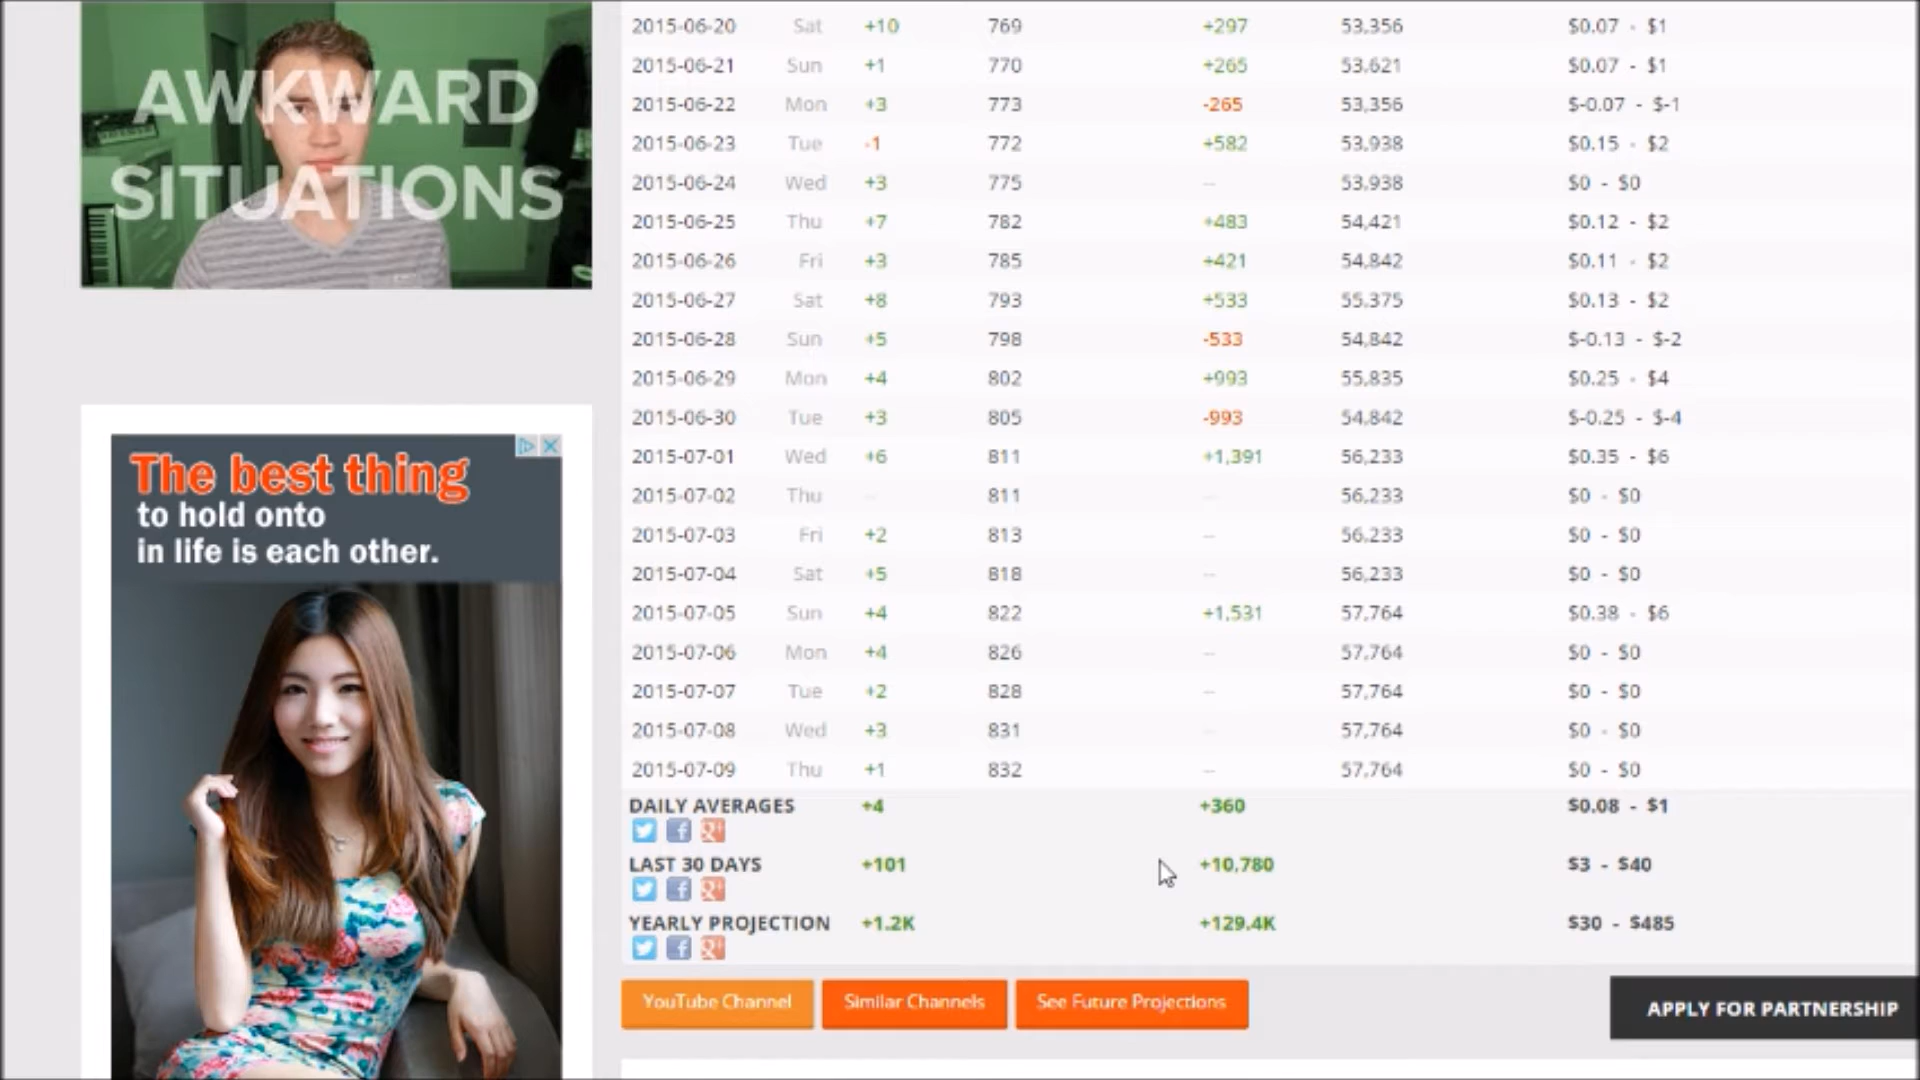 AWKWARD
SITUATIONS
The best thing
to hold onto
in life is each other.
2015-06-20 Sat +10 769 +297 53,356 $0.07 - $1
2015-06-21 Sun +1 770 +265 53,621 $0.07 - $1
2015-06-22 Mon +3 773 -265 53,356 $-0.07 - $-1
2015-06-23 Tue -1 772 +582 53,938 $0.15 - $2
2015-06-24 Wed +3 775 -- 53,938 $0 - $0
2015-06-25 Thu +7 782 +483 54,421 $0.12 - $2
2015-06-26 Fri +3 785 +421 54,842 $0.11 - $2
2015-06-27 Sat +8 793 +533 55,375 $0.13 - $2
2015-06-28 Sun +5 798 -533 54,842 $-0.13 - $-2
2015-06-29 Mon +4 802 +993 55,835 $0.25 - $4
2015-06-30 Tue +3 805 -993 54,842 $-0.25 - $-4
2015-07-01 Wed +6 811 +1,391 56,233 $0.35 - $6
2015-07-02 Thu -- 811 -- 56,233 $0 - $0
2015-07-03 Fri +2 813 -- 56,233 $0 - $0
2015-07-04 Sat +5 818 -- 56,233 $0 - $0
2015-07-05 Sun +4 822 +1,531 57,764 $0.38 - $6
2015-07-06 Mon +4 826 -- 57,764 $0 - $0
2015-07-07 Tue +2 828 -- 57,764 $0 - $0
2015-07-08 Wed +3 831 -- 57,764 $0 - $0
2015-07-09 Thu +1 832 -- 57,764 $0 - $0
DAILY AVERAGES +4 +360 $0.08 - $1
LAST 30 DAYS +101 +10,780 $3 - $40
YEARLY PROJECTION +1.2K +129.4K $30 - $485
YouTube Channel Similar Channels See Future Projections APPLY FOR PARTNERSHIP